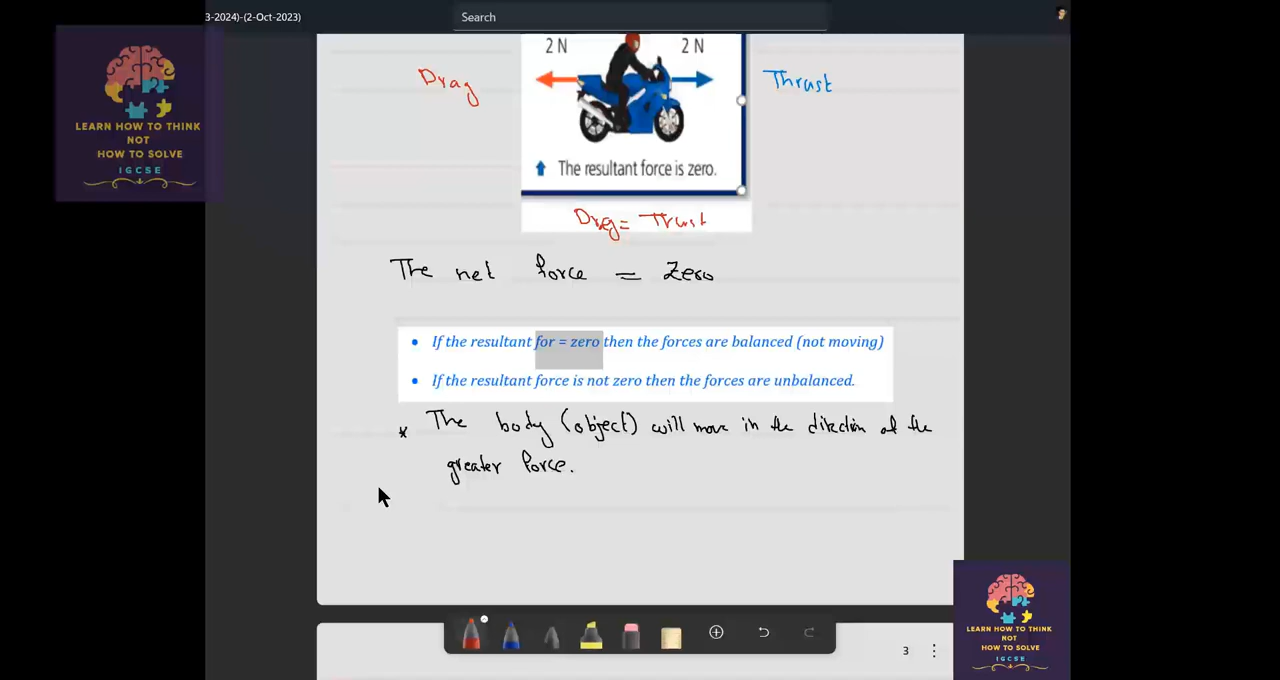 3-2024)-(2-Oct-2023)
Search
LEARN HOW TO THINK
NOT
HOW TO SOLVE
IGCSE
2 N 2 N
Drag
Thrust
The resultant force is zero.
Drag = Trust
The net force = Zero
• If the resultant for = zero then the forces are balanced (not moving)
• If the resultant force is not zero then the forces are unbalanced.
* The body (object) will move in the direction of the
greater force.
3
LEARN HOW TO THINK
NOT
HOW TO SOLVE
IGCSE